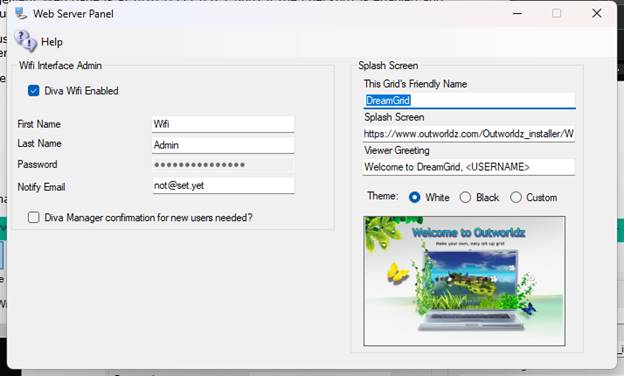 Web Server Panel
Help
Wifi Interface Admin
Diva Wifi Enabled
First Name
Wifi
Last Name
Admin
Password
Notify Email
not@set.yet
Diva Manager confimation for new users needed?
Splash Screen
This Grid's Friendly Name
DreamGrid
Splash Screen
https://www.outworldz.com/Outworldz_installer/W
Viewer Greeting
Welcome to DreamGrid, <USERNAME>
Theme:
White
Black
Custom
Welcome to Outworldz
Make your own, easy set-up grid